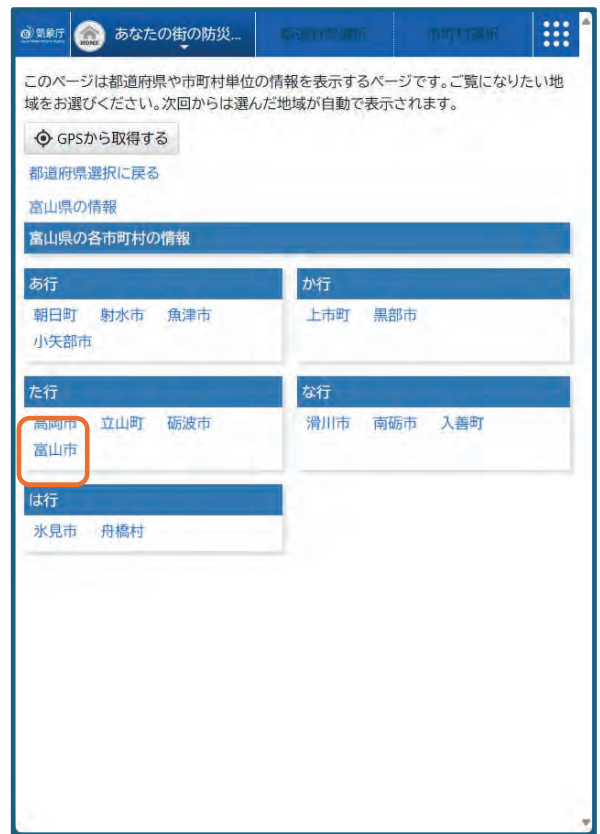 気象庁
HOME
あなたの街の防災...
このページは都道府県や市町村単位の情報を表示するページです。ご覧になりたい地
域をお選びください。次回からは選んだ地域が自動で表示されます。
GPSから取得する
都道府県選択に戻る
富山県の情報
富山県の各市町村の情報
あ行
朝日町 射水市 魚津市
小矢部市
か行
上市町 黒部市
た行
高岡市 立山町 砺波市
富山市
な行
滑川市 南砺市 入善町
は行
氷見市 舟橋村